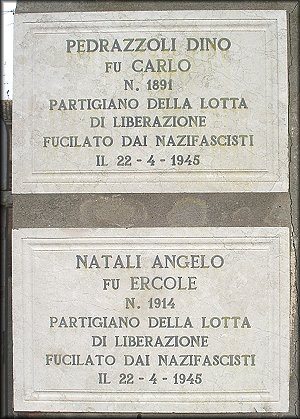 PEDRAZZOLI DINO
FU CARLO
N. 1891
PARTIGIANO DELLA LOTTA
DI LIBERAZIONE
FUCILATO DAI NAZIFASCISTI
IL 22 - 4 - 1945
NATALI ANGELO
FU ERCOLE
N. 1914
PARTIGIANO DELLA LOTTA
DI LIBERAZIONE
FUCILATO DAI NAZIFASCISTI
IL 22 - 4 - 1945